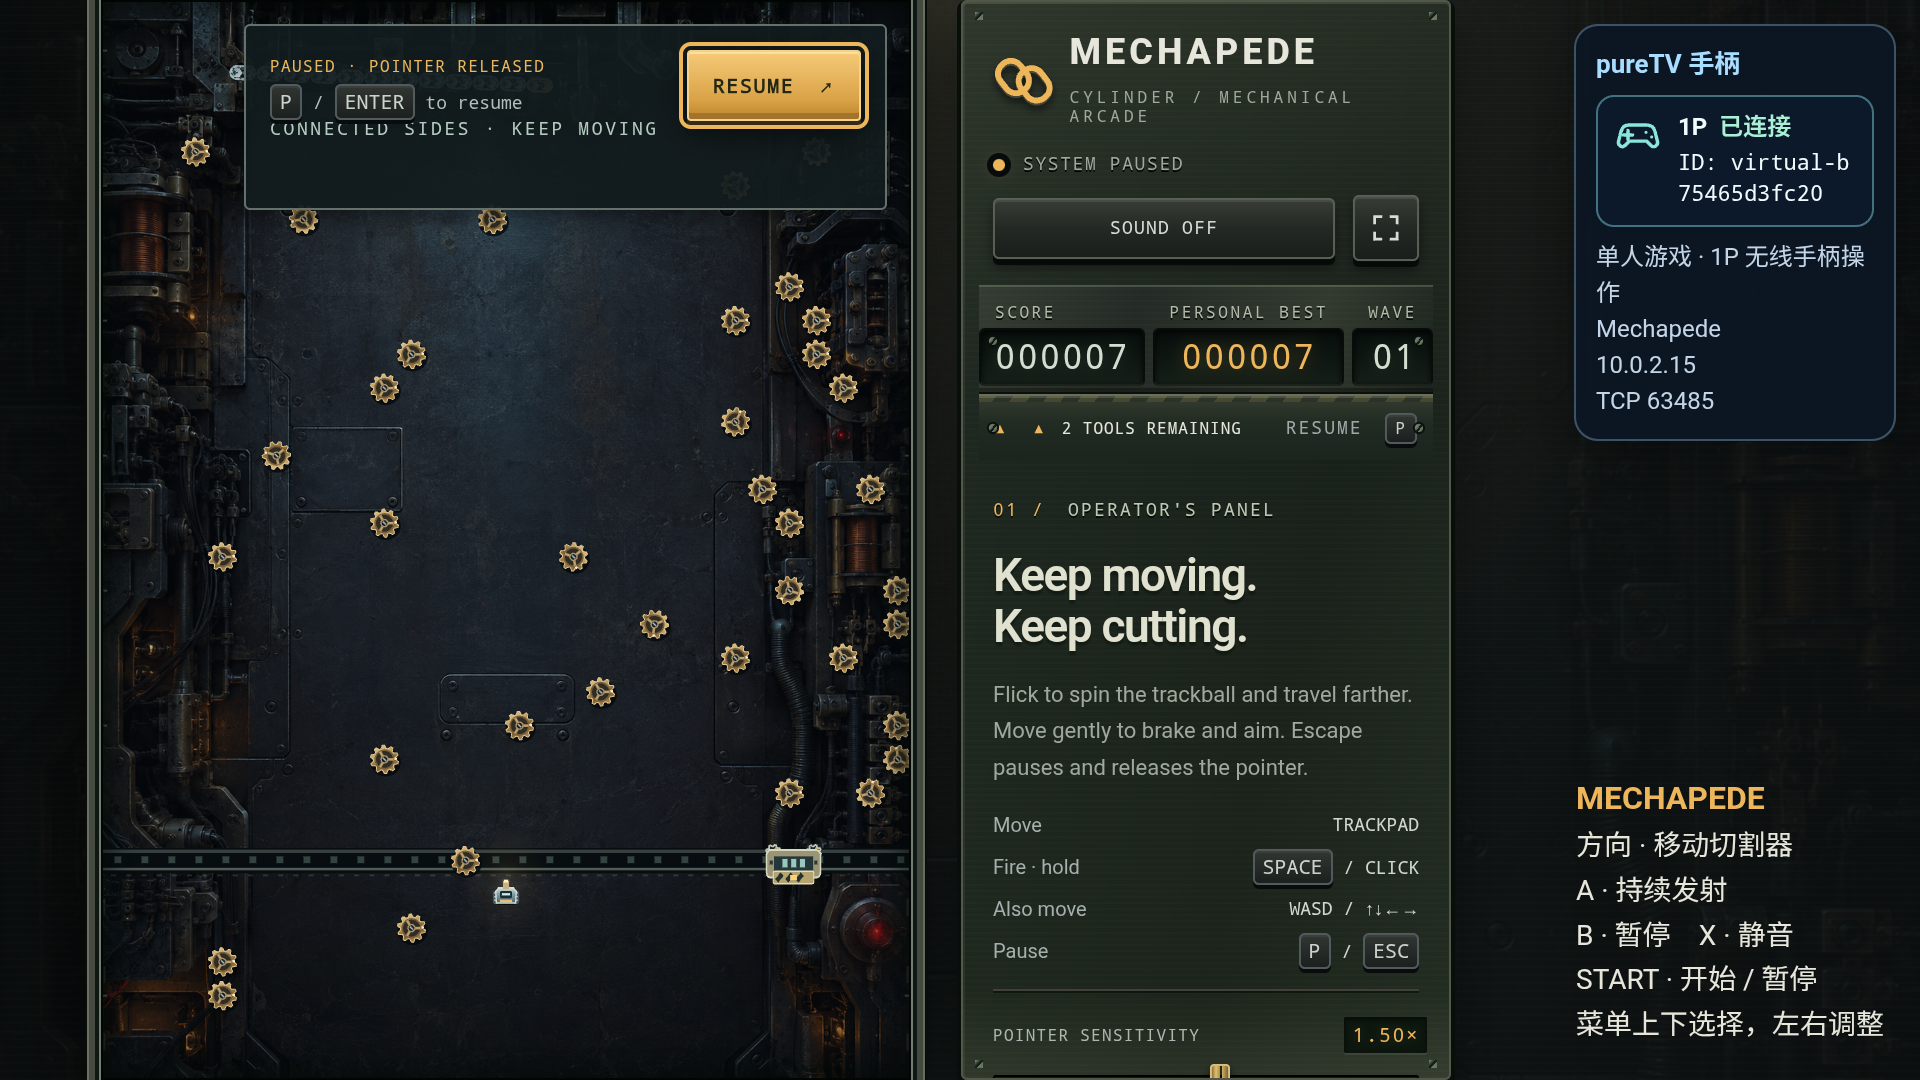 PAUSED · POINTER RELEASED
P / ENTER to resume
CONNECTED SIDES · KEEP MOVING
RESUME ↗
MECHAPEDE
CYLINDER / MECHANICAL
ARCADE
SYSTEM PAUSED
SOUND OFF
SCORE PERSONAL BEST WAVE
000007 000007 01
▲ ▲ 2 TOOLS REMAINING RESUME P
01 / OPERATOR'S PANEL
Keep moving.
Keep cutting.
Flick to spin the trackball and travel farther.
Move gently to brake and aim. Escape
pauses and releases the pointer.
Move TRACKPAD
Fire · hold SPACE / CLICK
Also move WASD / ↑↓←→
Pause P / ESC
POINTER SENSITIVITY 1.50×
pureTV 手柄
1P 已连接
ID: virtual-b
75465d3fc20
单人游戏 · 1P 无线手柄操
作
Mechapede
10.0.2.15
TCP 63485
MECHAPEDE
方向 · 移动切割器
A · 持续发射
B · 暂停 X · 静音
START · 开始 / 暂停
菜单上下选择，左右调整